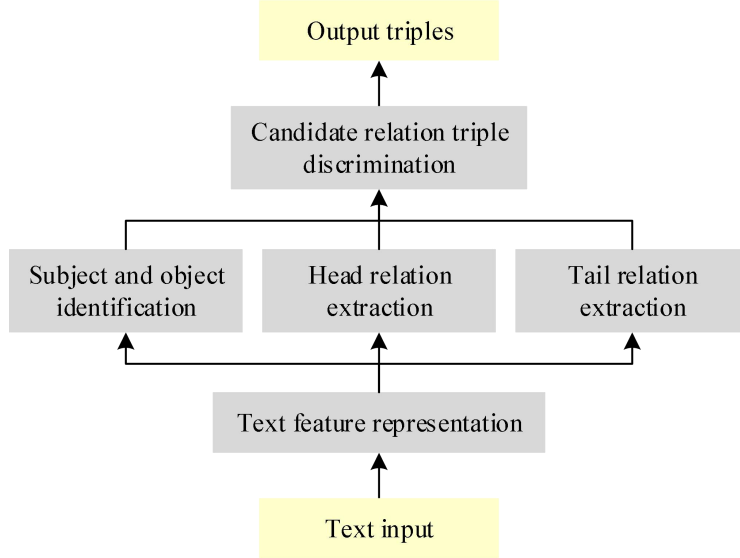 Output triples
Candidate relation triple
discrimination
Subject and object
identification
Head relation
extraction
Tail relation
extraction
Text feature representation
Text input